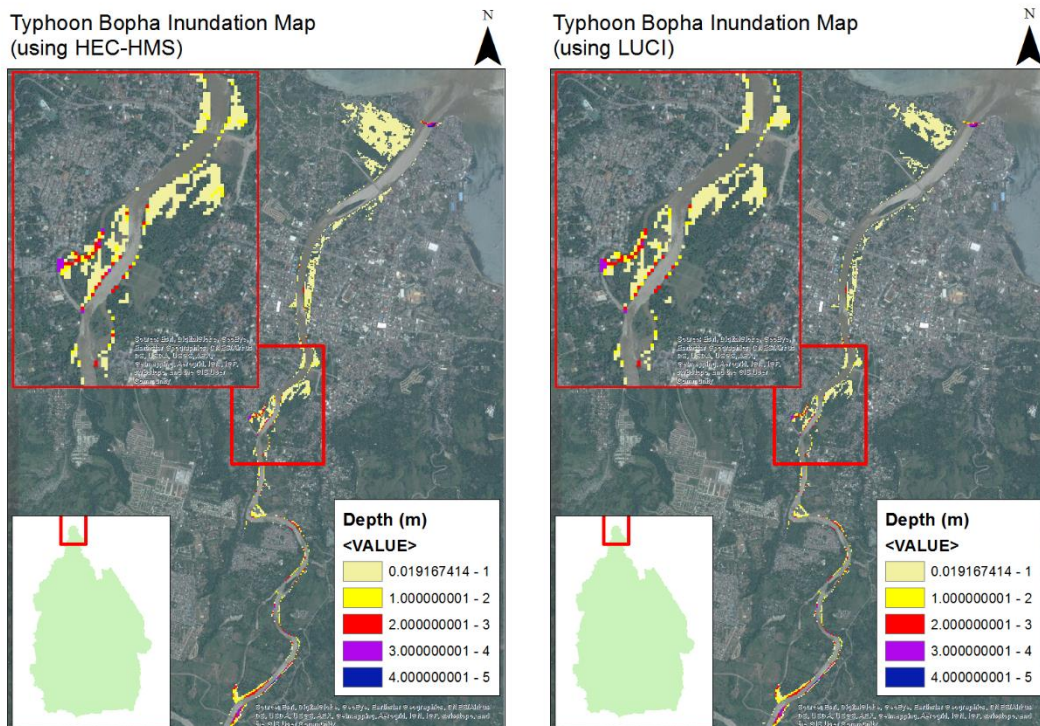 Typhoon Bopha Inundation Map
(using HEC-HMS)
N
Depth (m)
<VALUE>
0.019167414 - 1
1.000000001 - 2
2.000000001 - 3
3.000000001 - 4
4.000000001 - 5
Typhoon Bopha Inundation Map
(using LUCI)
N
Depth (m)
<VALUE>
0.019167414 - 1
1.000000001 - 2
2.000000001 - 3
3.000000001 - 4
4.000000001 - 5